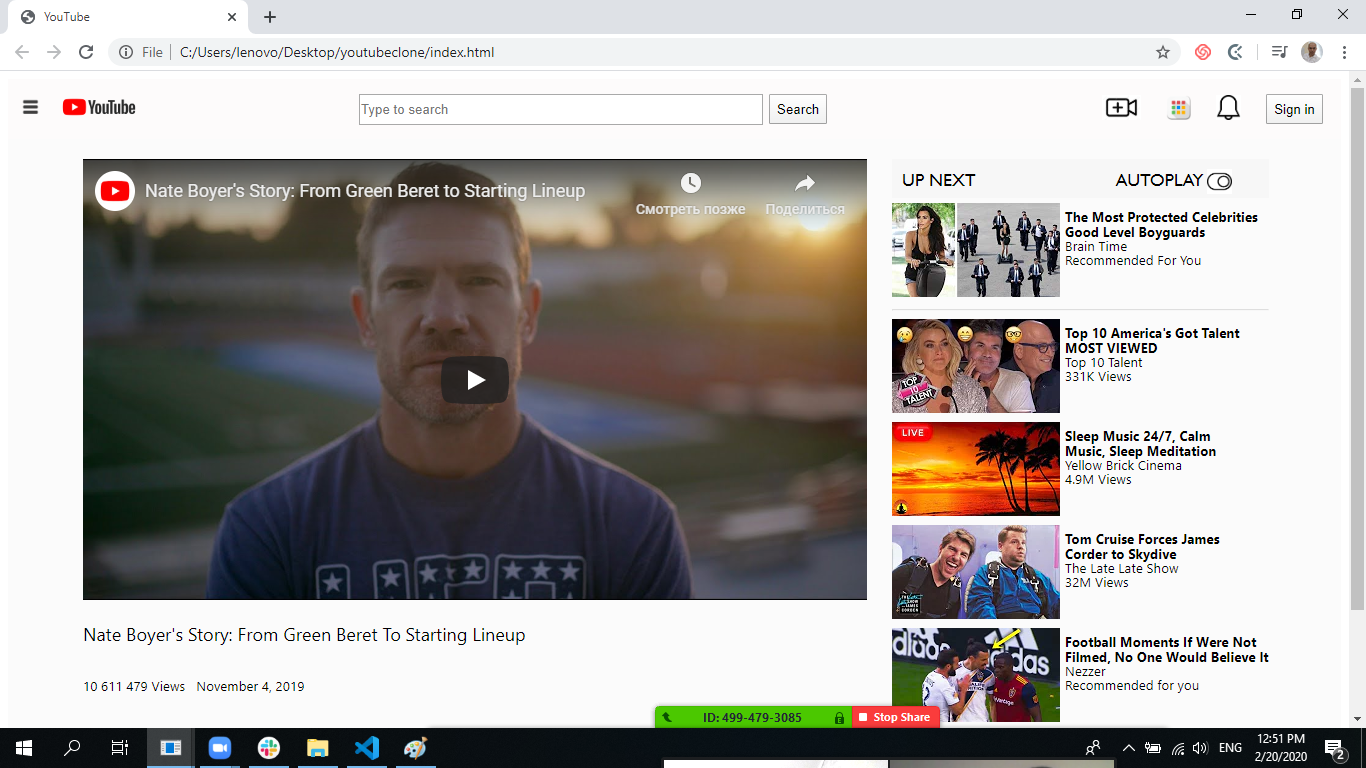 YouTube
File
C:/Users/lenovo/Desktop/youtubeclone/index.html
YouTube
Type to search
Search
Sign in
Nate Boyer's Story: From Green Beret to Starting Lineup
Смотреть позже
Поделиться
UP NEXT
AUTOPLAY
The Most Protected Celebrities
Good Level Boyguards
Brain Time
Recommended For You
TOP
10
TALENT
Top 10 America's Got Talent
MOST VIEWED
Top 10 Talent
331K Views
LIVE
Sleep Music 24/7, Calm
Music, Sleep Meditation
Yellow Brick Cinema
4.9M Views
Tom Cruise Forces James
Corder to Skydive
The Late Late Show
32M Views
adidas
Football Moments If Were Not
Filmed, No One Would Believe It
Nezzer
Recommended for you
Nate Boyer's Story: From Green Beret To Starting Lineup
10 611 479 Views November 4, 2019
ID: 499-479-3085
Stop Share
ENG
12:51 PM
2/20/2020
2